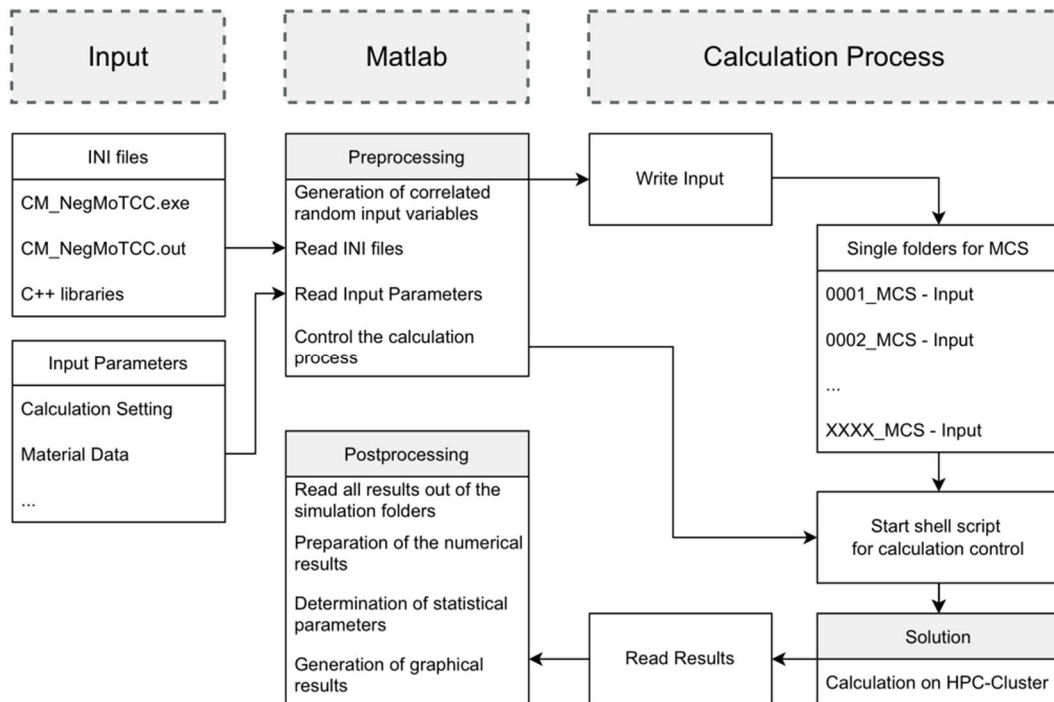 Input
Matlab
Calculation Process
INI files
CM_NegMoTCC.exe
CM_NegMoTCC.out
C++ libraries
Input Parameters
Calculation Setting
Material Data
...
Preprocessing
Generation of correlated
random input variables
Read INI files
Read Input Parameters
Control the calculation
process
Postprocessing
Read all results out of the
simulation folders
Preparation of the numerical
results
Determination of statistical
parameters
Generation of graphical
results
Write Input
Single folders for MCS
0001_MCS - Input
0002_MCS - Input
...
XXXX_MCS - Input
Start shell script
for calculation control
Solution
Calculation on HPC-Cluster
Read Results